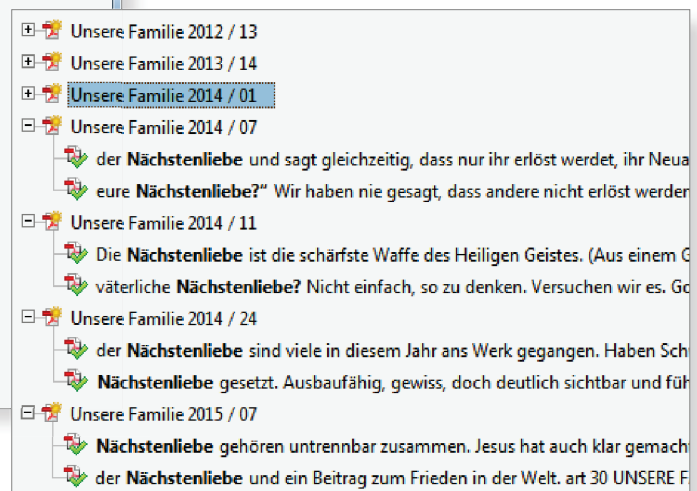 Unsere Familie 2012 / 13
Unsere Familie 2013 / 14
Unsere Familie 2014 / 01
Unsere Familie 2014 / 07
der Nächstenliebe und sagt gleichzeitig, dass nur ihr erlöst werdet, ihr Neua
eure Nächstenliebe?“ Wir haben nie gesagt, dass andere nicht erlöst werden
Unsere Familie 2014 / 11
Die Nächstenliebe ist die schärfste Waffe des Heiligen Geistes. (Aus einem G
väterliche Nächstenliebe? Nicht einfach, so zu denken. Versuchen wir es. Go
Unsere Familie 2014 / 24
der Nächstenliebe sind viele in diesem Jahr ans Werk gegangen. Haben Sch
Nächstenliebe gesetzt. Ausbaufähig, gewiss, doch deutlich sichtbar und füh
Unsere Familie 2015 / 07
Nächstenliebe gehören untrennbar zusammen. Jesus hat auch klar gemach
der Nächstenliebe und ein Beitrag zum Frieden in der Welt. art 30 UNSERE F